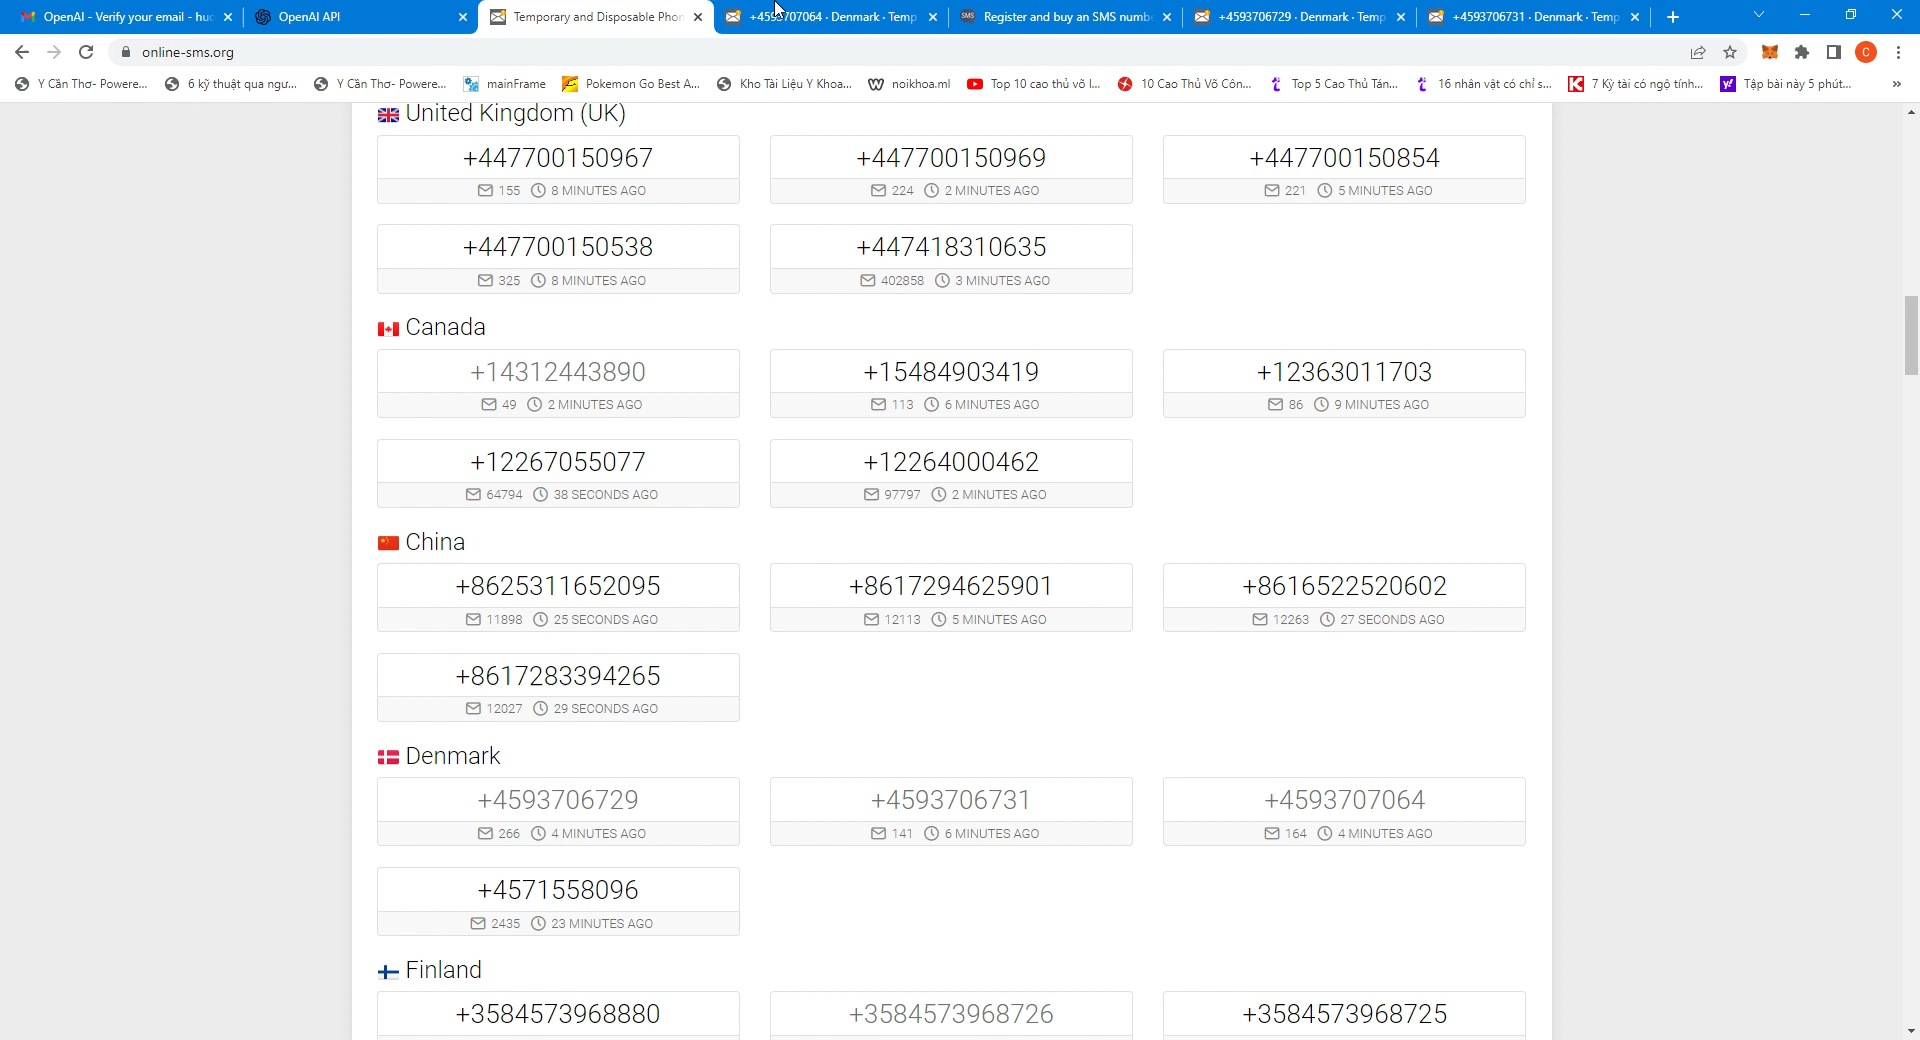 OpenAI - Verify your email - huc
OpenAI API
Temporary and Disposable Phon
+4593707064 · Denmark · Temp
Register and buy an SMS numbe
+4593706729 · Denmark · Temp
+4593706731 · Denmark · Temp
online-sms.org
C
Y Cần Thơ- Powere...
6 kỹ thuật qua ngư...
Y Cần Thơ- Powere...
mainFrame
Pokemon Go Best A...
Kho Tài Liệu Y Khoa...
noikhoa.ml
Top 10 cao thủ võ l...
10 Cao Thủ Võ Côn...
Top 5 Cao Thủ Tán...
16 nhân vật có chỉ s...
7 Kỳ tài có ngộ tính...
Tập bài này 5 phút...
»
United Kingdom (UK)
+447700150967
155 8 MINUTES AGO
+447700150969
224 2 MINUTES AGO
+447700150854
221 5 MINUTES AGO
+447700150538
325 8 MINUTES AGO
+447418310635
402858 3 MINUTES AGO
Canada
+14312443890
49 2 MINUTES AGO
+15484903419
113 6 MINUTES AGO
+12363011703
86 9 MINUTES AGO
+12267055077
64794 38 SECONDS AGO
+12264000462
97797 2 MINUTES AGO
China
+8625311652095
11898 25 SECONDS AGO
+8617294625901
12113 5 MINUTES AGO
+8616522520602
12263 27 SECONDS AGO
+8617283394265
12027 29 SECONDS AGO
Denmark
+4593706729
266 4 MINUTES AGO
+4593706731
141 6 MINUTES AGO
+4593707064
164 4 MINUTES AGO
+4571558096
2435 23 MINUTES AGO
Finland
+3584573968880
+3584573968726
+3584573968725